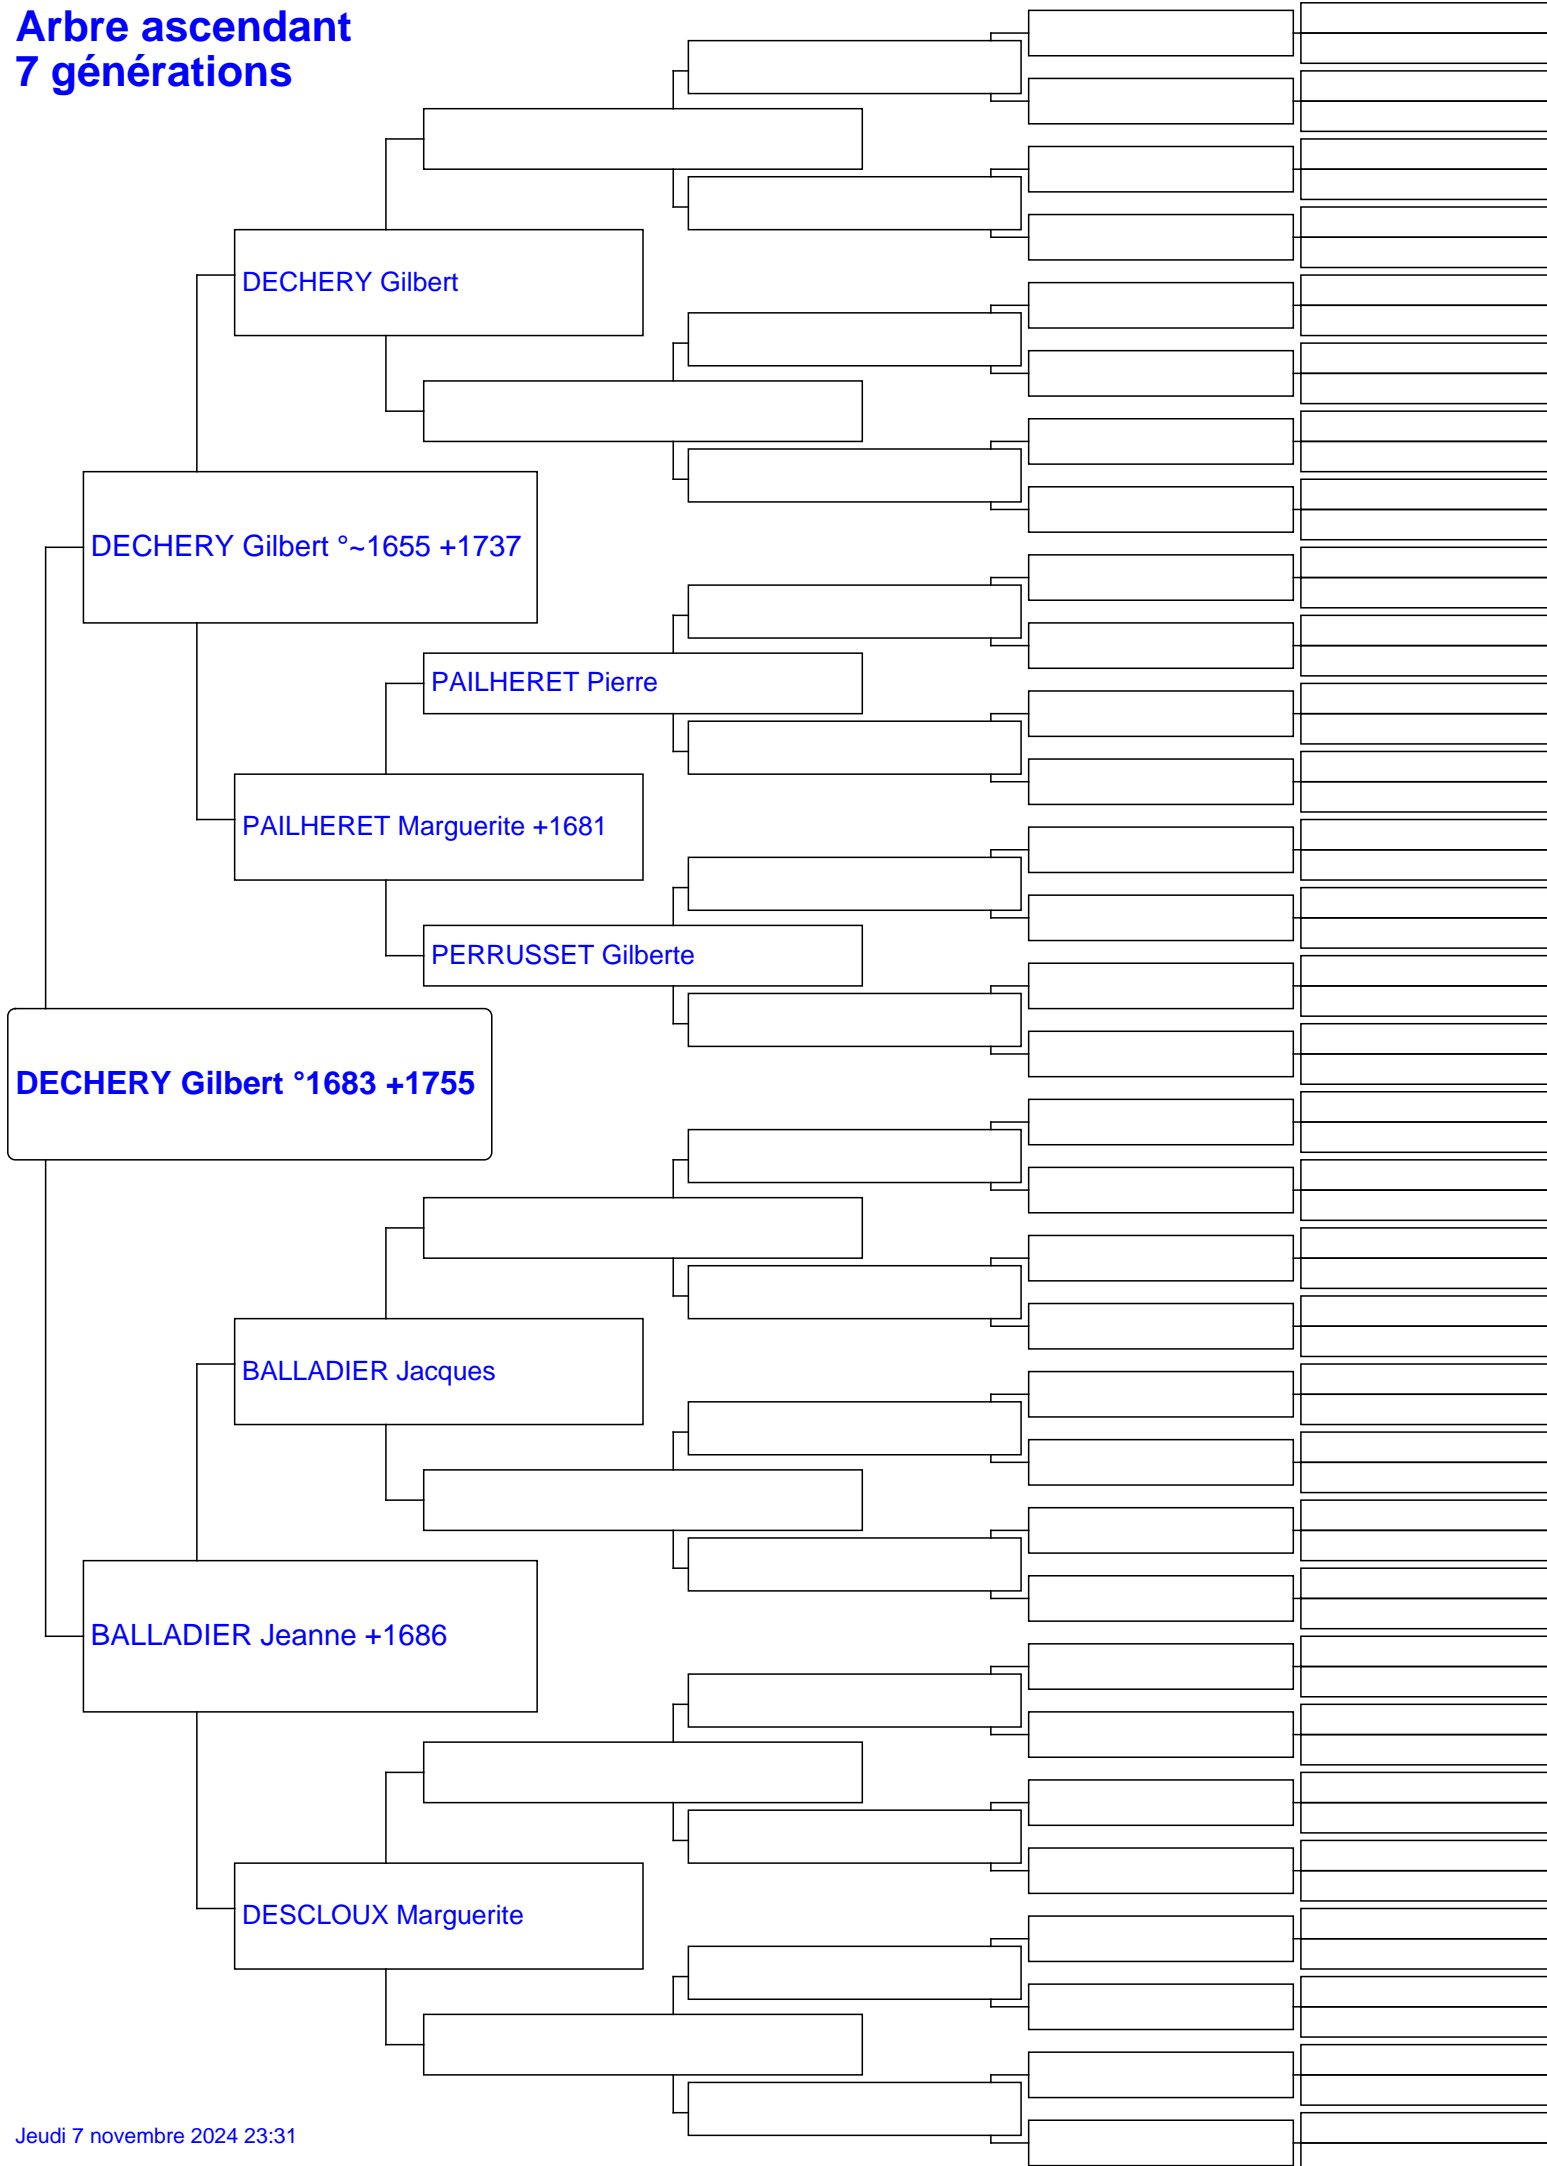 Arbre ascendant
7 générations
DECHERY Gilbert
DECHERY Gilbert °~1655 +1737
PAILHERET Pierre
PAILHERET Marguerite +1681
PERRUSSET Gilberte
DECHERY Gilbert °1683 +1755
BALLADIER Jacques
BALLADIER Jeanne +1686
DESCLOUX Marguerite
Jeudi 7 novembre 2024 23:31